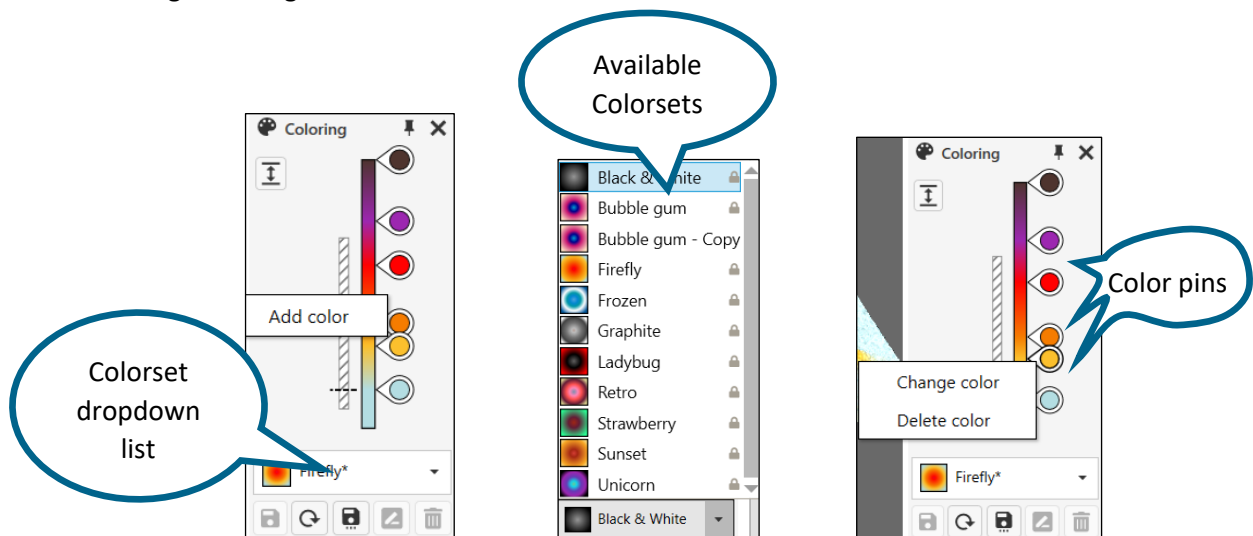 Available
Colorsets
Coloring
Add color
Colorset
dropdown
list
Firefly*
Black & White
Bubble gum
Bubble gum - Copy
Firefly
Frozen
Graphite
Ladybug
Retro
Strawberry
Sunset
Unicorn
Black & White
Coloring
Color pins
Change color
Delete color
Firefly*